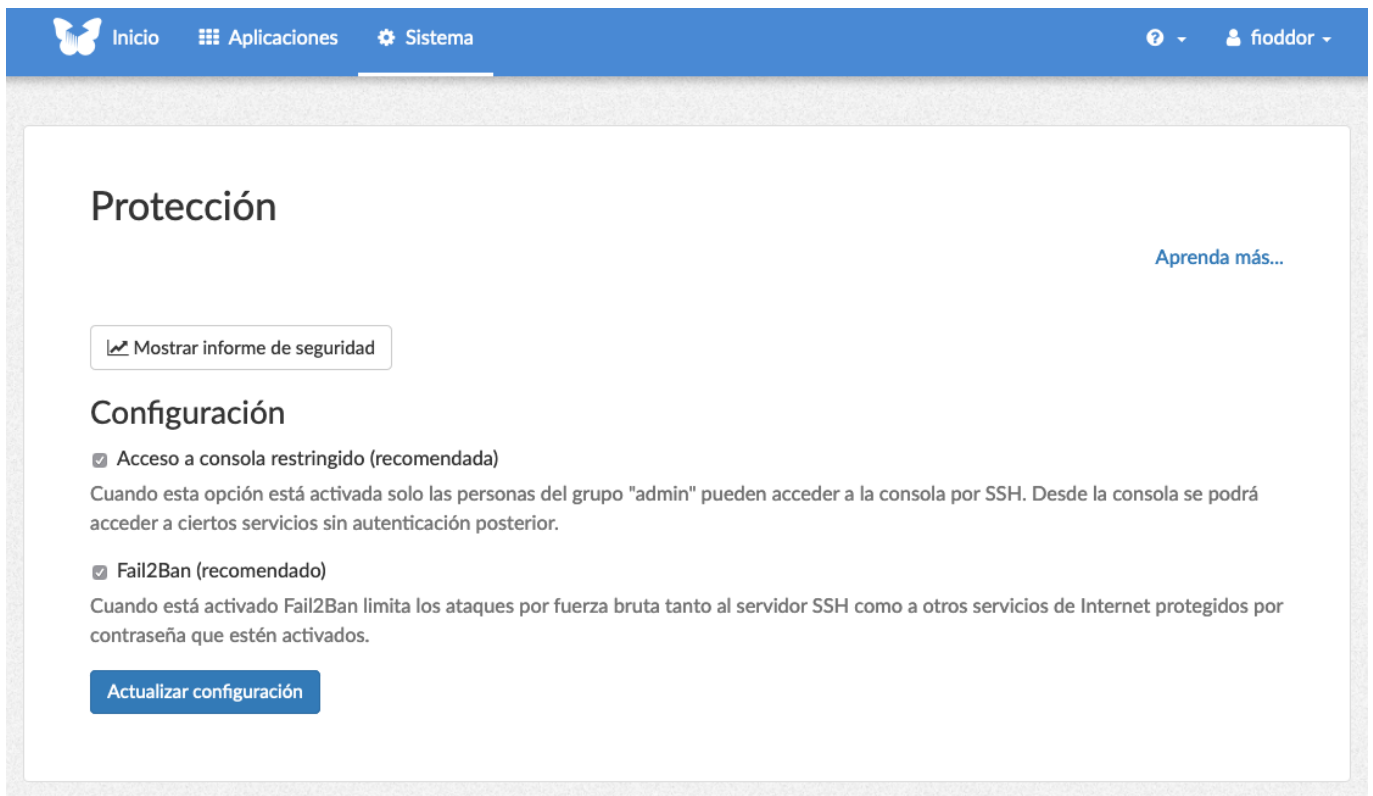 Inicio Aplicaciones Sistema fioddor
Protección
Aprenda más...
Mostrar informe de seguridad
Configuración
Acceso a consola restringido (recomendada)
Cuando esta opción está activada solo las personas del grupo "admin" pueden acceder a la consola por SSH. Desde la consola se podrá
acceder a ciertos servicios sin autenticación posterior.
Fail2Ban (recomendado)
Cuando está activado Fail2Ban limita los ataques por fuerza bruta tanto al servidor SSH como a otros servicios de Internet protegidos por
contraseña que estén activados.
Actualizar configuración